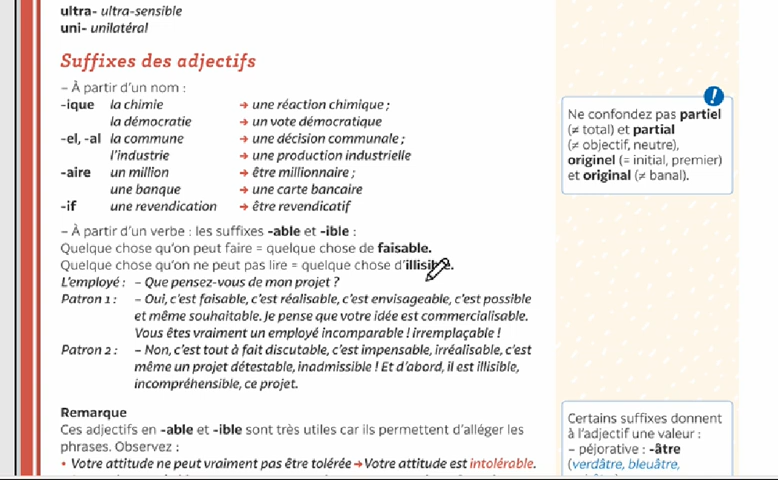 ultra- ultra-sensible
uni- unilatéral
Suffixes des adjectifs
– À partir d'un nom :
-ique la chimie → une réaction chimique ;
la démocratie → un vote démocratique
-el, -al la commune → une décision communale ;
l'industrie → une production industrielle
-aire un million → être millionnaire ;
une banque → une carte bancaire
-if une revendication → être revendicatif
– À partir d'un verbe : les suffixes -able et -ible :
Quelque chose qu'on peut faire = quelque chose de faisable.
Quelque chose qu'on ne peut pas lire = quelque chose d'illisible.
L'employé : – Que pensez-vous de mon projet ?
Patron 1 : – Oui, c'est faisable, c'est réalisable, c'est envisageable, c'est possible
et même souhaitable. Je pense que votre idée est commercialisable.
Vous êtes vraiment un employé incomparable ! irremplaçable !
Patron 2 : – Non, c'est tout à fait discutable, c'est impensable, irréalisable, c'est
même un projet détestable, inadmissible ! Et d'abord, il est illisible,
incompréhensible, ce projet.
Remarque
Ces adjectifs en -able et -ible sont très utiles car ils permettent d'alléger les
phrases. Observez :
• Votre attitude ne peut vraiment pas être tolérée → Votre attitude est intolérable.
!
Ne confondez pas partiel
(≠ total) et partial
(≠ objectif, neutre),
originel (= initial, premier)
et original (≠ banal).
Certains suffixes donnent
à l'adjectif une valeur :
– péjorative : -âtre
(verdâtre, bleuâtre,